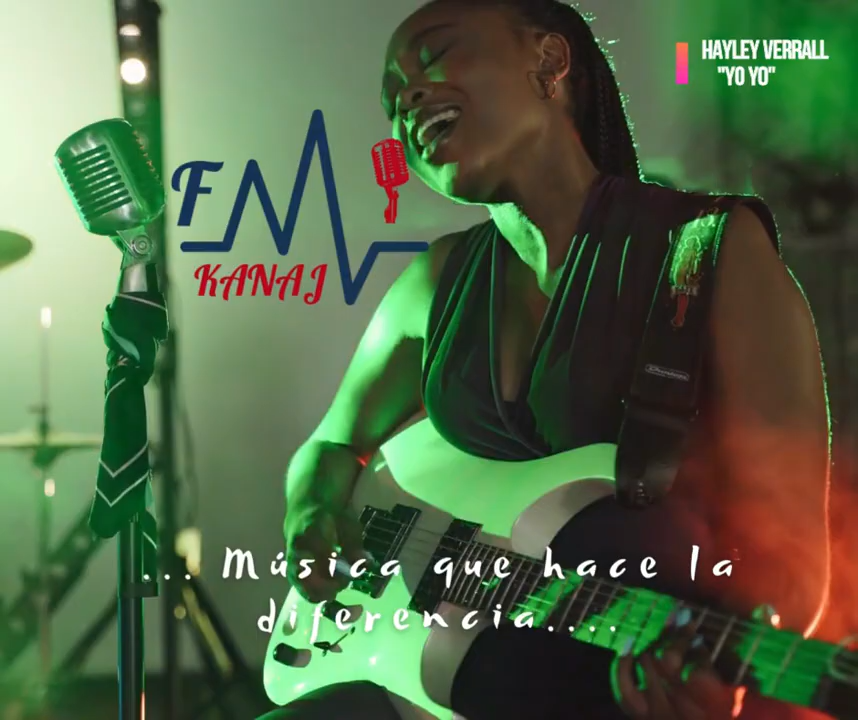 HAYLEY VERRALL
"YO YO"
FM
KANAJ
... Música que hace la
diferencia....